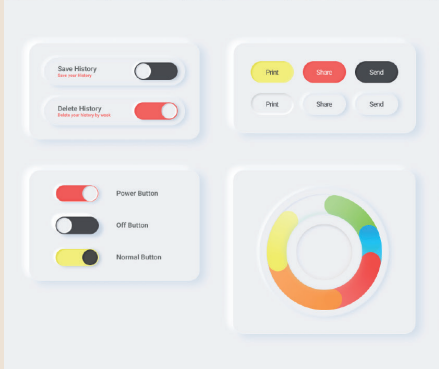 Save History
Save your History
Delete History
Delete your history by week
Print
Share
Send
Print
Share
Send
Power Button
Off Button
Normal Button